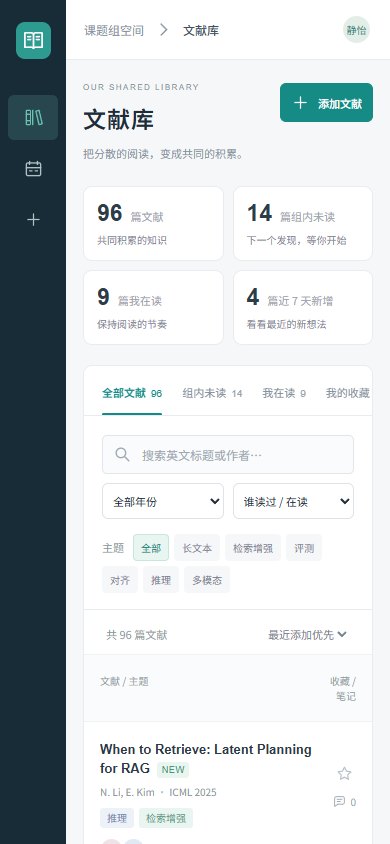 课题组空间 > 文献库 静怡
OUR SHARED LIBRARY
文献库
添加文献
把分散的阅读，变成共同的积累。
96 篇文献
共同积累的知识
14 篇组内未读
下一个发现，等你开始
9 篇我在读
保持阅读的节奏
4 篇近 7 天新增
看看最近的新想法
全部文献 96 组内未读 14 我在读 9 我的收藏
搜索英文标题或作者…
全部年份 谁读过 / 在读
主题 全部 长文本 检索增强 评测
对齐 推理 多模态
共 96 篇文献 最近添加优先
文献 / 主题 收藏 /
笔记
When to Retrieve: Latent Planning
for RAG NEW
N. Li, E. Kim · ICML 2025
0
推理 检索增强